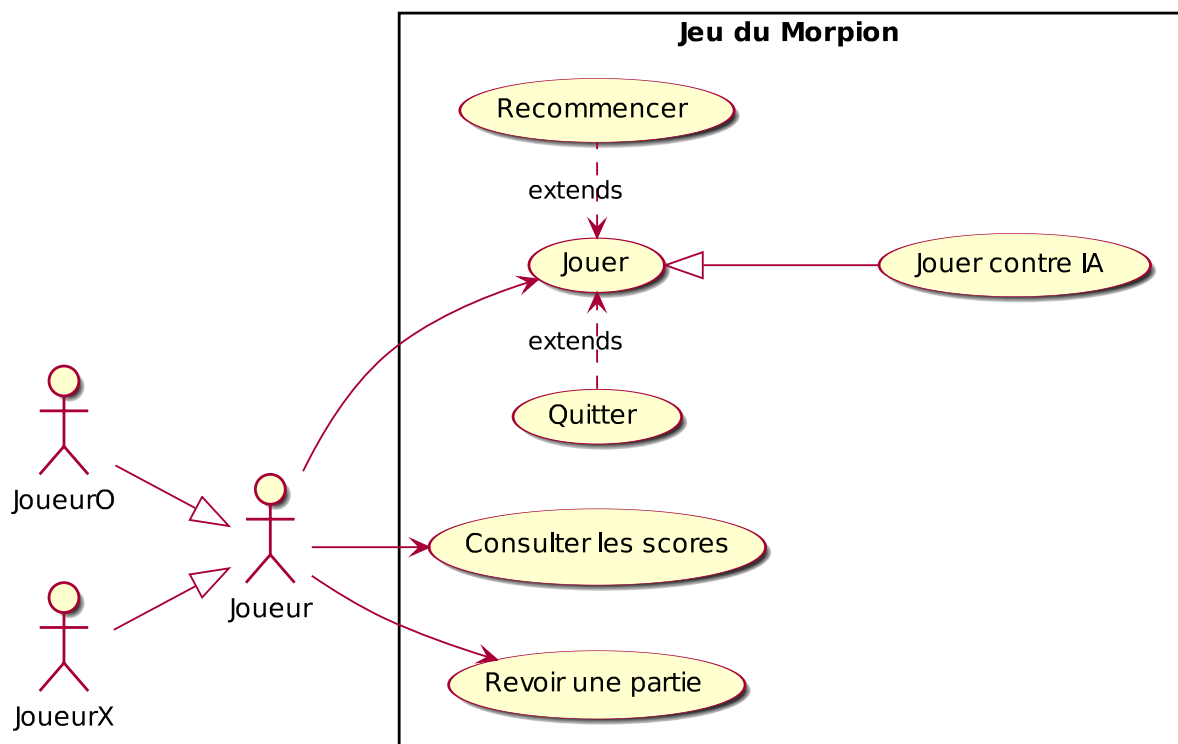 Jeu du Morpion
Recommencer
extends
Jouer
Jouer contre IA
extends
Quitter
JoueurO
Consulter les scores
Joueur
Revoir une partie
JoueurX